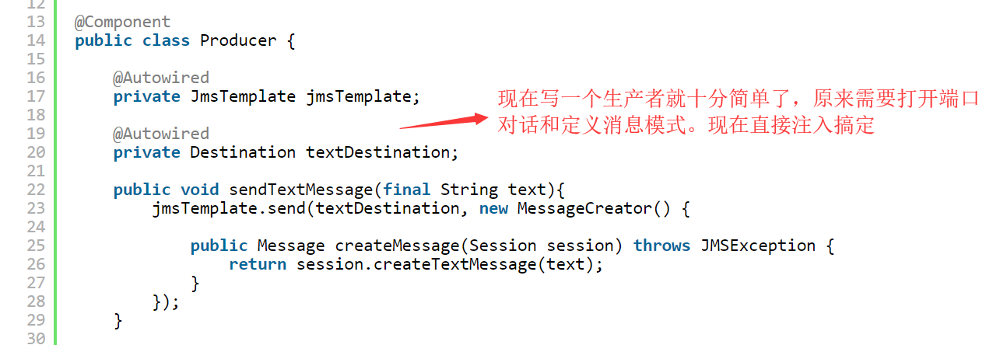 12
13 @Component
14 public class Producer {
15
16 @Autowired
17 private JmsTemplate jmsTemplate;
18
19 @Autowired
20 private Destination textDestination;
21
22 public void sendTextMessage(final String text){
23 jmsTemplate.send(textDestination, new MessageCreator() {
24
25 public Message createMessage(Session session) throws JMSException {
26 return session.createTextMessage(text);
27 }
28 });
29 }
30
现在写一个生产者就十分简单了，原来需要打开端口
对话和定义消息模式。现在直接注入搞定